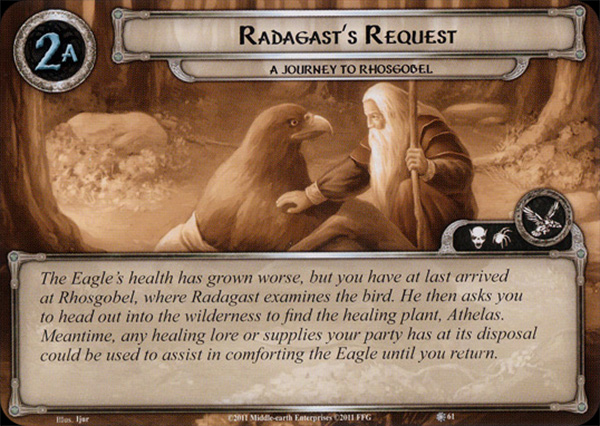 2A
Radagast's Request
A Journey to Rhosgobel
The Eagle's health has grown worse, but you have at last arrived
at Rhosgobel, where Radagast examines the bird. He then asks you
to head out into the wilderness to find the healing plant, Athelas.
Meantime, any healing lore or supplies your party has at its disposal
could be used to assist in comforting the Eagle until you return.
Illus. Ijur
©2011 Middle-earth Enterprises ©2011 FFG
61